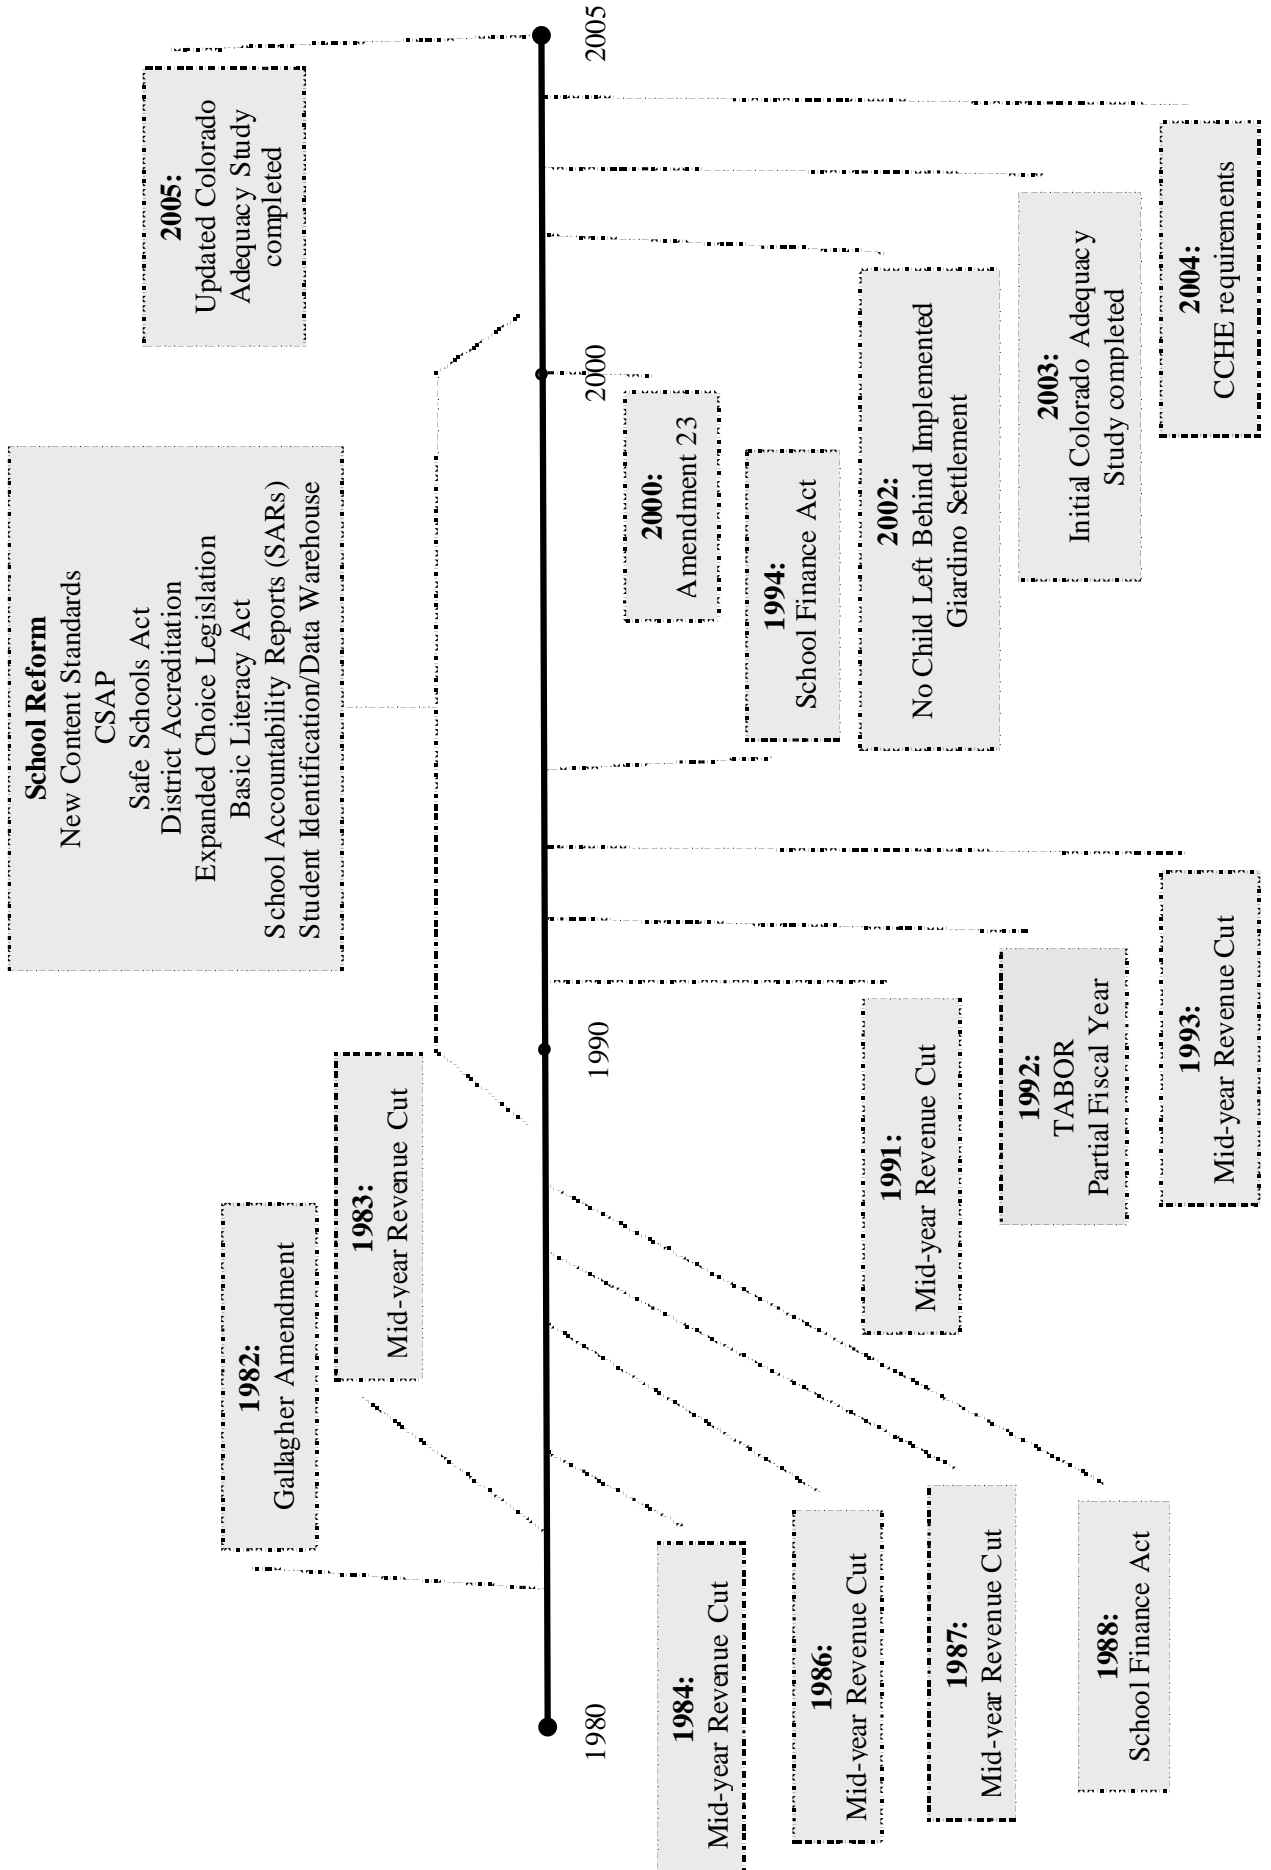 School Reform
New Content Standards
CSAP
Safe Schools Act
District Accreditation
Expanded Choice Legislation
Basic Literacy Act
School Accountability Reports (SARs)
Student Identification/Data Warehouse
1982:
Gallagher Amendment
1983:
Mid-year Revenue Cut
2005:
Updated Colorado
Adequacy Study
completed
1980
1990
2000
2005
1984:
Mid-year Revenue Cut
1986:
Mid-year Revenue Cut
1987:
Mid-year Revenue Cut
1988:
School Finance Act
1991:
Mid-year Revenue Cut
1992:
TABOR
Partial Fiscal Year
1993:
Mid-year Revenue Cut
1994:
School Finance Act
2000:
Amendment 23
2002:
No Child Left Behind Implemented
Giardino Settlement
2003:
Initial Colorado Adequacy
Study completed
2004:
CCHE requirements